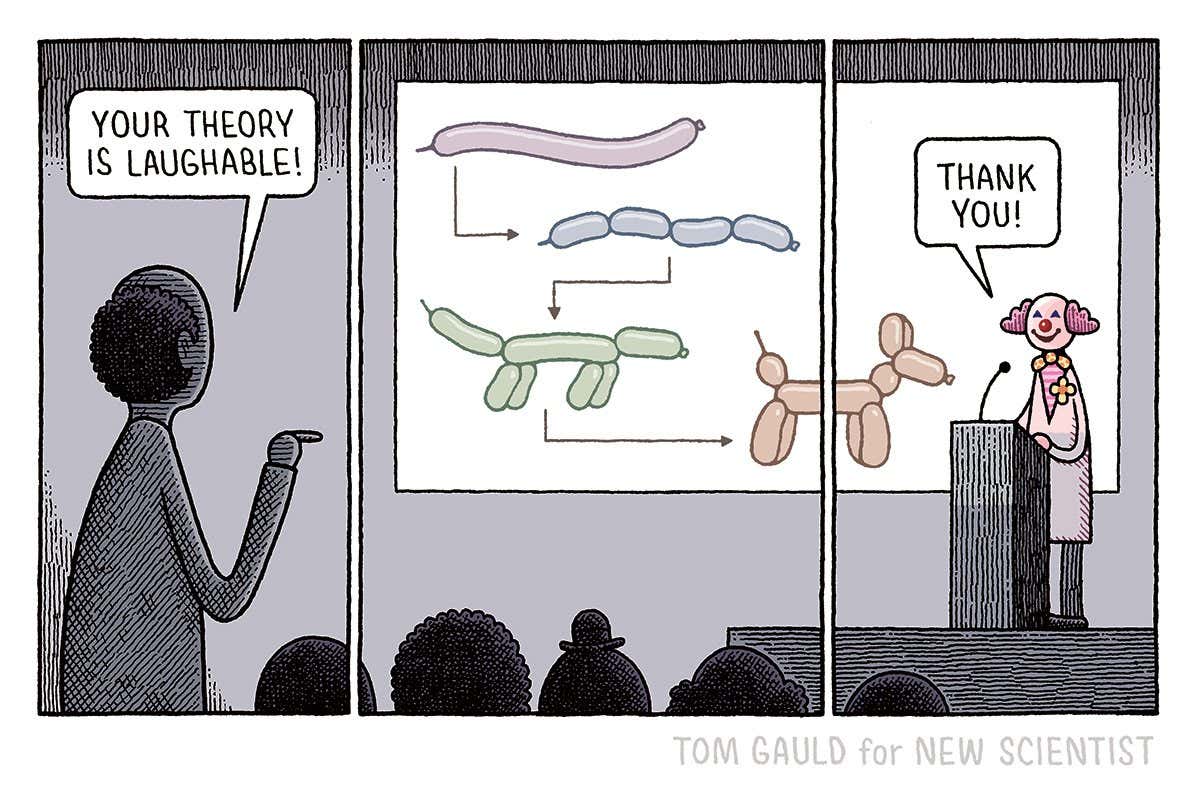 YOUR THEORY
IS LAUGHABLE!
THANK
YOU!
TOM GAULD for NEW SCIENTIST